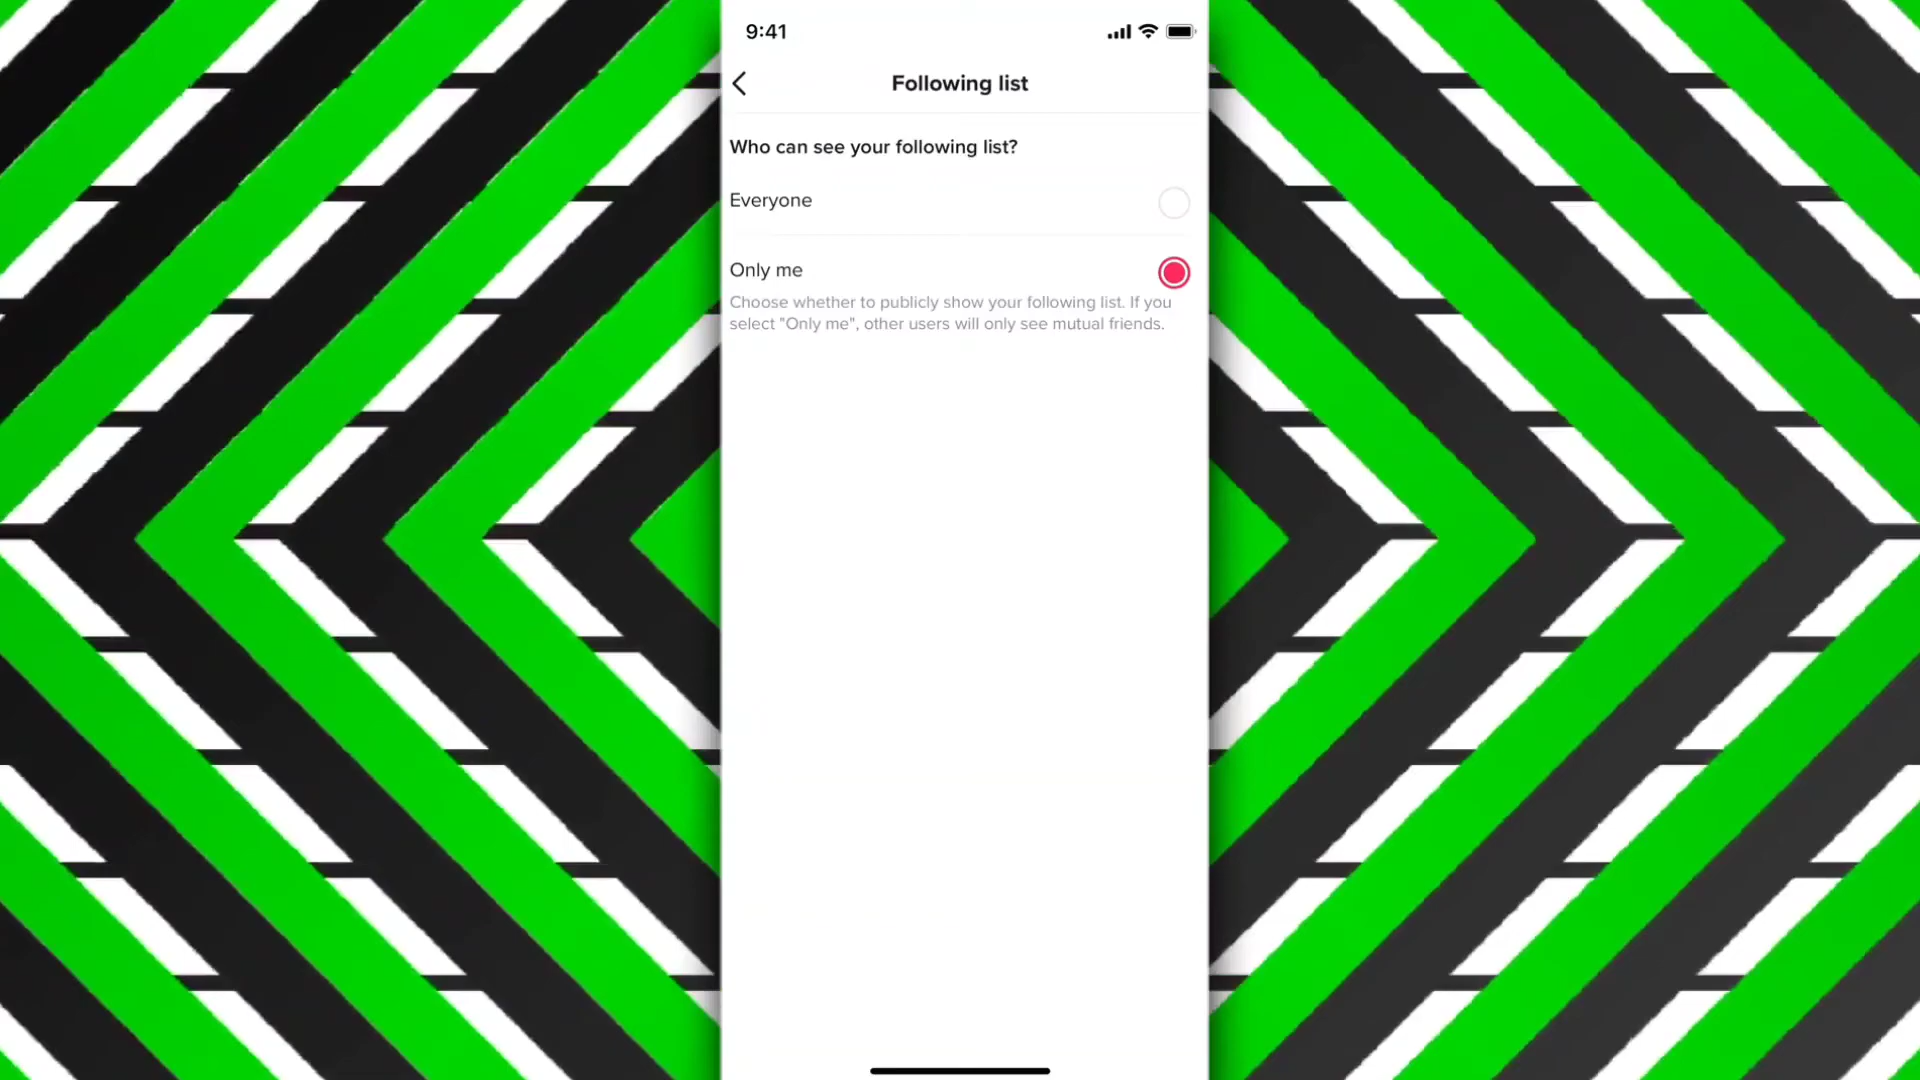 9:41
Following list
Who can see your following list?
Everyone
Only me
Choose whether to publicly show your following list. If you
select "Only me", other users will only see mutual friends.